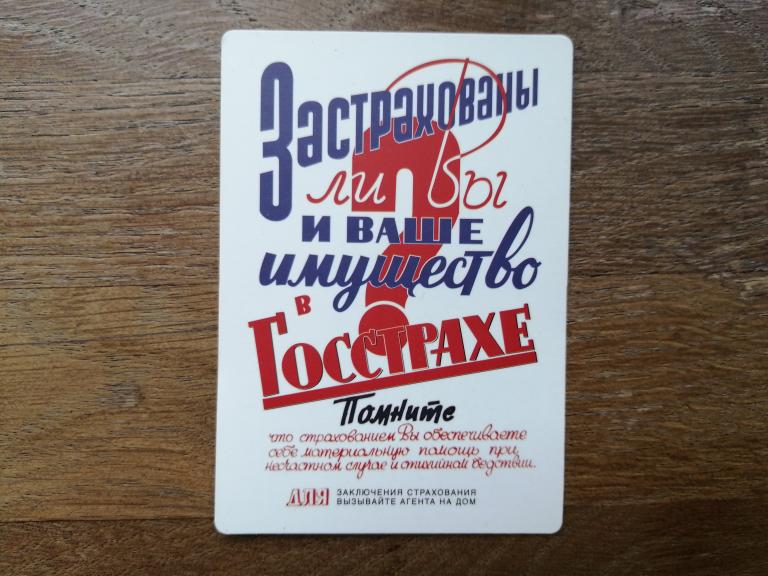 Застрахованы
ли Вы
и ваше
имущество
в
Госстрахе
Помните
что страхованием Вы обеспечиваете
себе материальную помощь при
несчастном случае и стихийном бедствии.
ДЛЯ ЗАКЛЮЧЕНИЯ СТРАХОВАНИЯ
ВЫЗЫВАЙТЕ АГЕНТА НА ДОМ
?